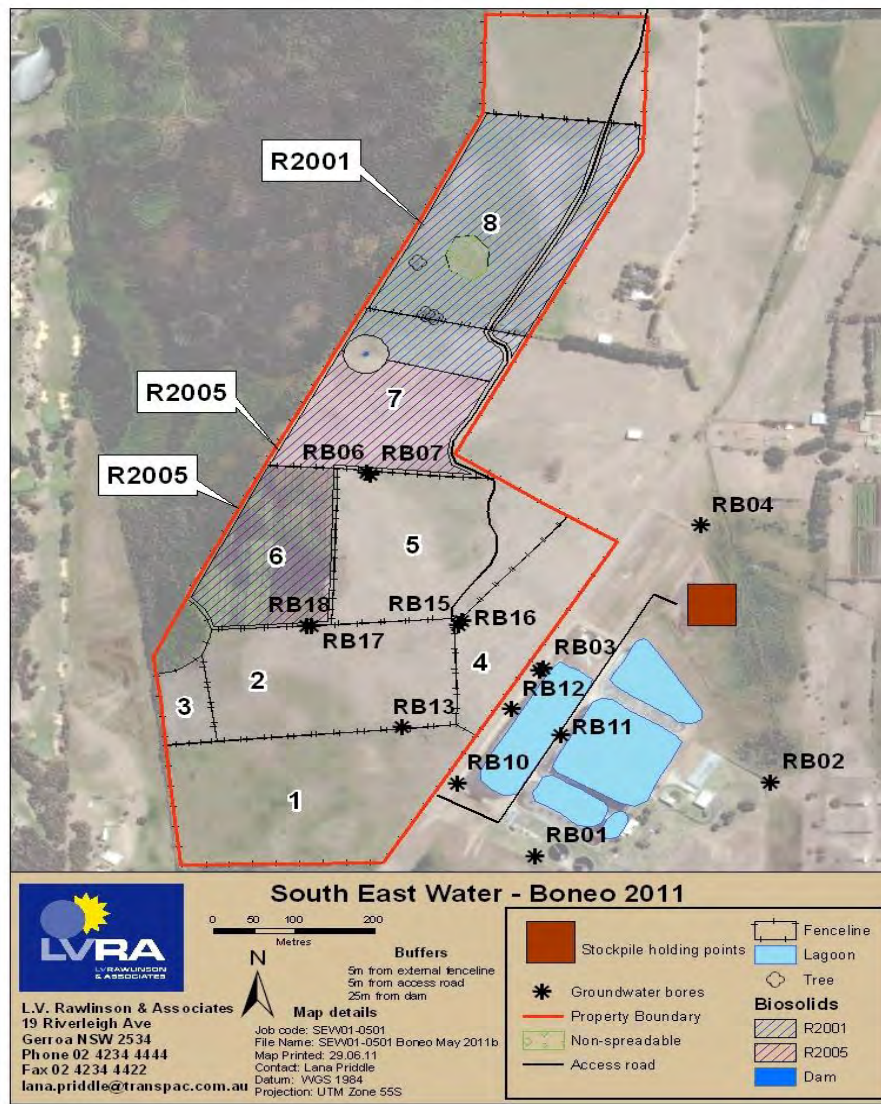 R2001
8
R2005
7
RB06 RB07
R2005
RB04
5
6
RB18 RB15
RB16
RB17
RB03
2
4
3
RB12
RB13
RB11
RB10
RB02
1
RB01
South East Water - Boneo 2011
LVRA
L.V.RAWLINSON
& ASSOCIATES
0 50 100 200
Metres
N
Buffers
5m from external fenceline
5m from access road
25m from dam
L.V. Rawlinson & Associates
19 Riverleigh Ave
Gerroa NSW 2534
Phone 02 4234 4444
Fax 02 4234 4422
lana.priddle@transpac.com.au
Map details
Job code: SEW01-0501
File Name: SEW01-0501 Boneo May 2011b
Map Printed: 29.06.11
Contact: Lana Priddle
Datum: WGS 1984
Projection: UTM Zone 55S
Stockpile holding points
Groundwater bores
Property Boundary
Non-spreadable
Access road
Fenceline
Lagoon
Tree
Biosolids
R2001
R2005
Dam